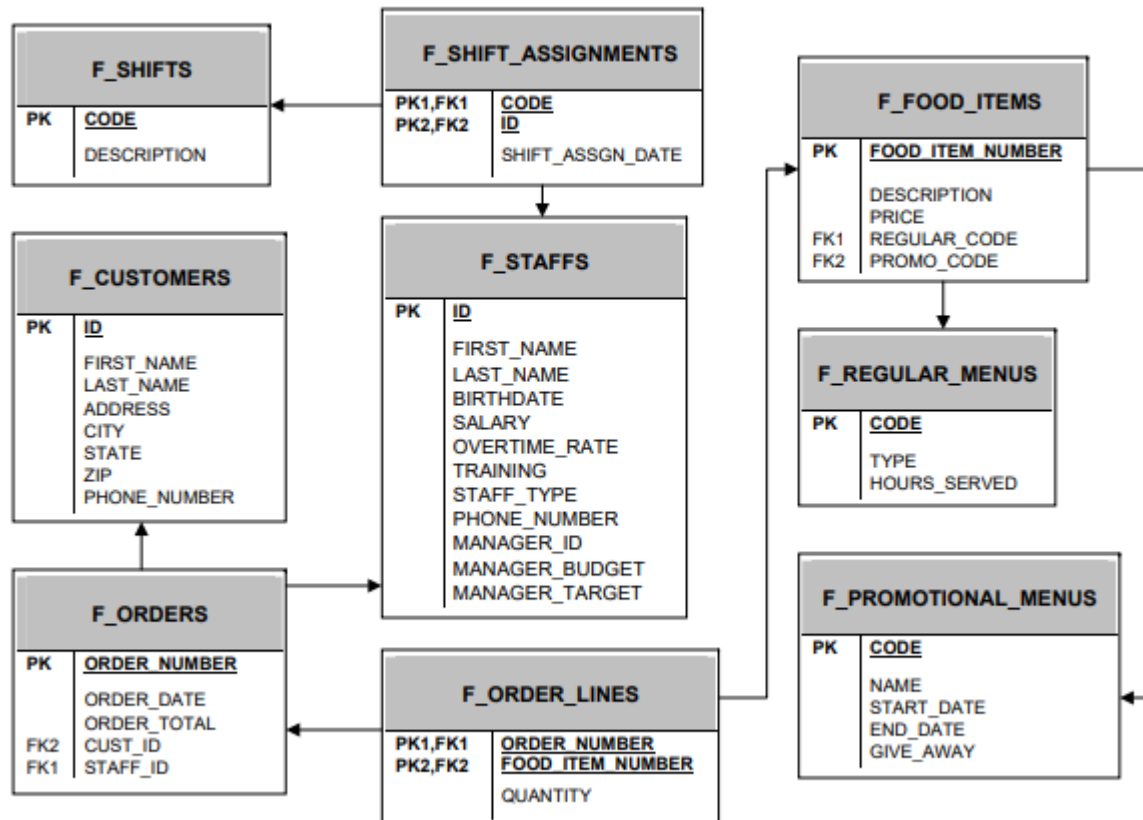 F_SHIFTS
PK CODE
DESCRIPTION
F_SHIFT_ASSIGNMENTS
PK1,FK1 CODE
PK2,FK2 ID
SHIFT_ASSGN_DATE
F_FOOD_ITEMS
PK FOOD_ITEM_NUMBER
DESCRIPTION
PRICE
FK1 REGULAR_CODE
FK2 PROMO_CODE
F_CUSTOMERS
PK ID
FIRST_NAME
LAST_NAME
ADDRESS
CITY
STATE
ZIP
PHONE_NUMBER
F_STAFFS
PK ID
FIRST_NAME
LAST_NAME
BIRTHDATE
SALARY
OVERTIME_RATE
TRAINING
STAFF_TYPE
PHONE_NUMBER
MANAGER_ID
MANAGER_BUDGET
MANAGER_TARGET
F_REGULAR_MENUS
PK CODE
TYPE
HOURS_SERVED
F_ORDERS
PK ORDER_NUMBER
ORDER_DATE
ORDER_TOTAL
FK2 CUST_ID
FK1 STAFF_ID
F_ORDER_LINES
PK1,FK1 ORDER_NUMBER
PK2,FK2 FOOD_ITEM_NUMBER
QUANTITY
F_PROMOTIONAL_MENUS
PK CODE
NAME
START_DATE
END_DATE
GIVE_AWAY